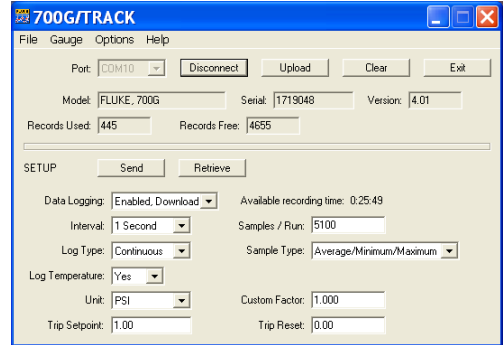 700G/TRACK
File Gauge Options Help
Port: COM10 Disconnect Upload Clear Exit
Model: FLUKE, 700G Serial: 1719048 Version: 4.01
Records Used: 445 Records Free: 4655
SETUP Send Retrieve
Data Logging: Enabled, Download Available recording time: 0:25:49
Interval: 1 Second Samples / Run: 5100
Log Type: Continuous Sample Type: Average/Minimum/Maximum
Log Temperature: Yes
Unit: PSI Custom Factor: 1.000
Trip Setpoint: 1.00 Trip Reset: 0.00